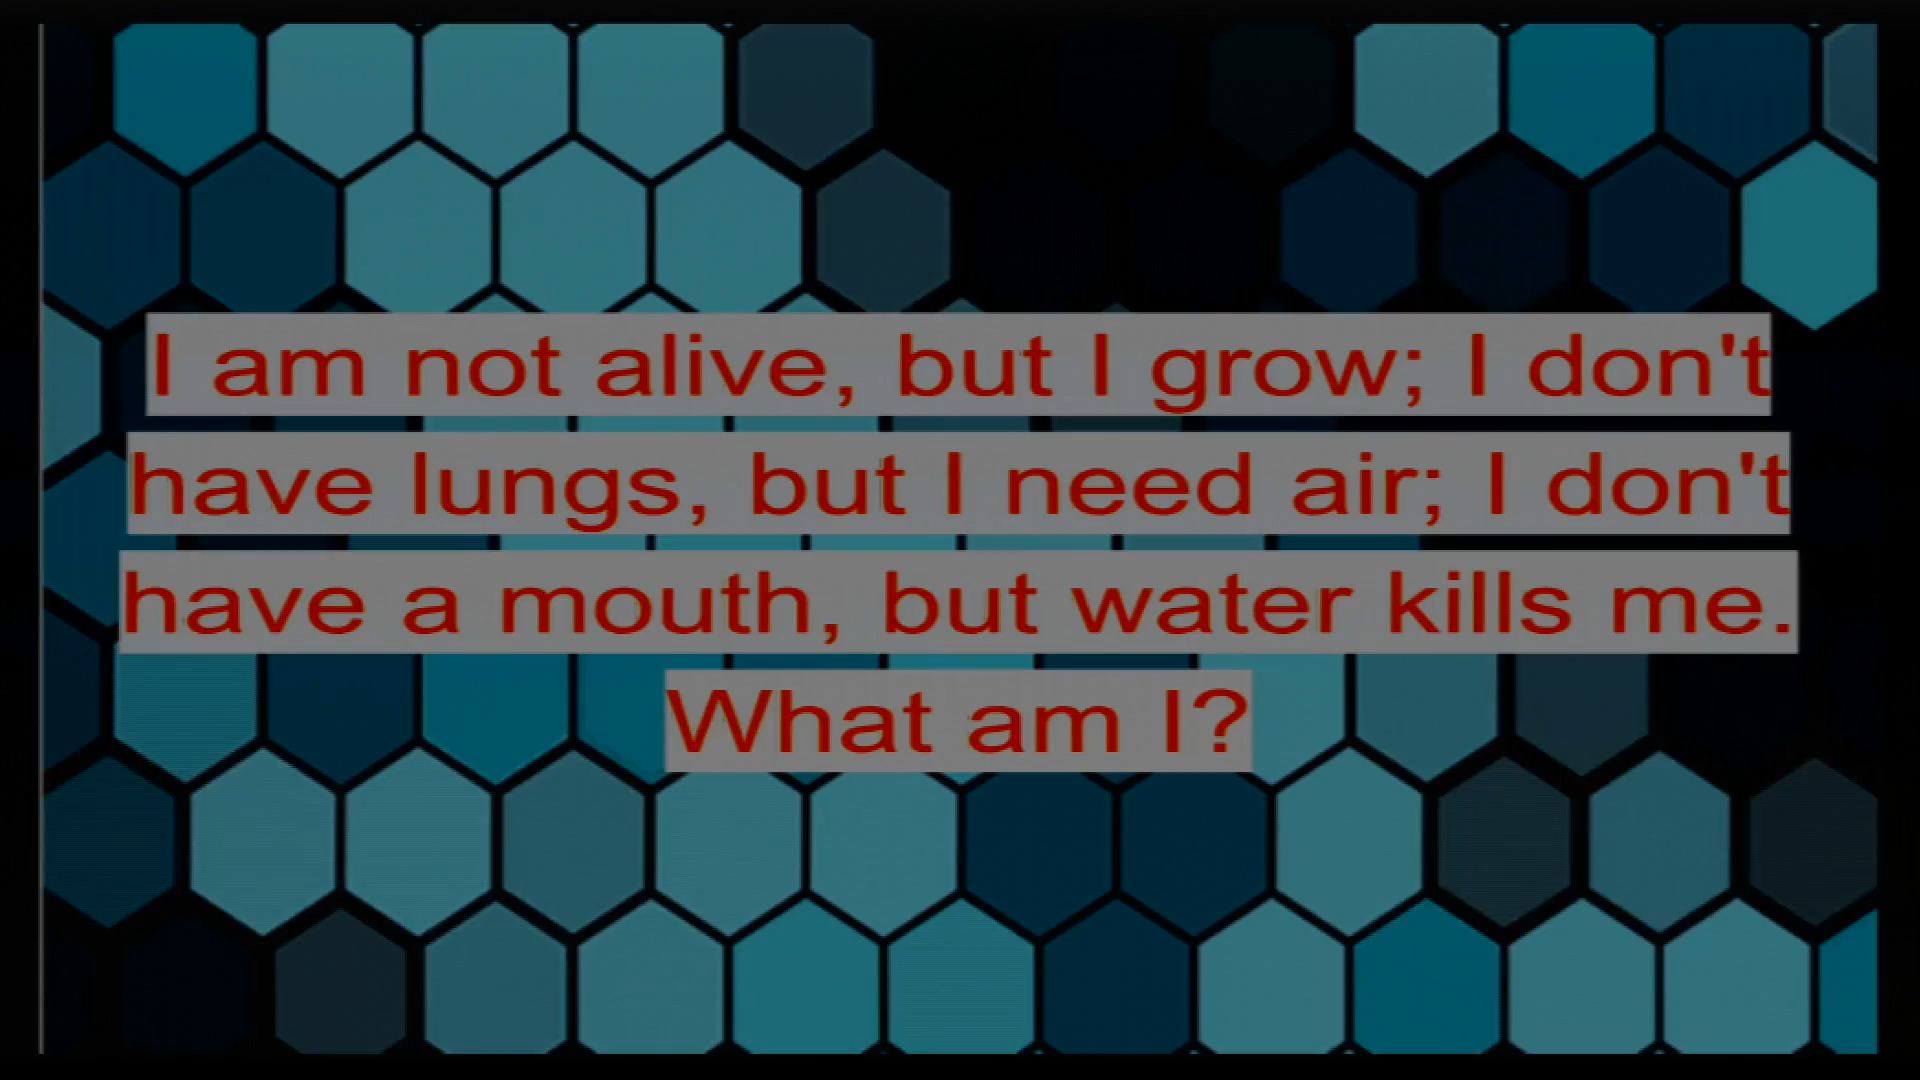 I am not alive, but I grow; I don't
have lungs, but I need air; I don't
have a mouth, but water kills me.
What am I?